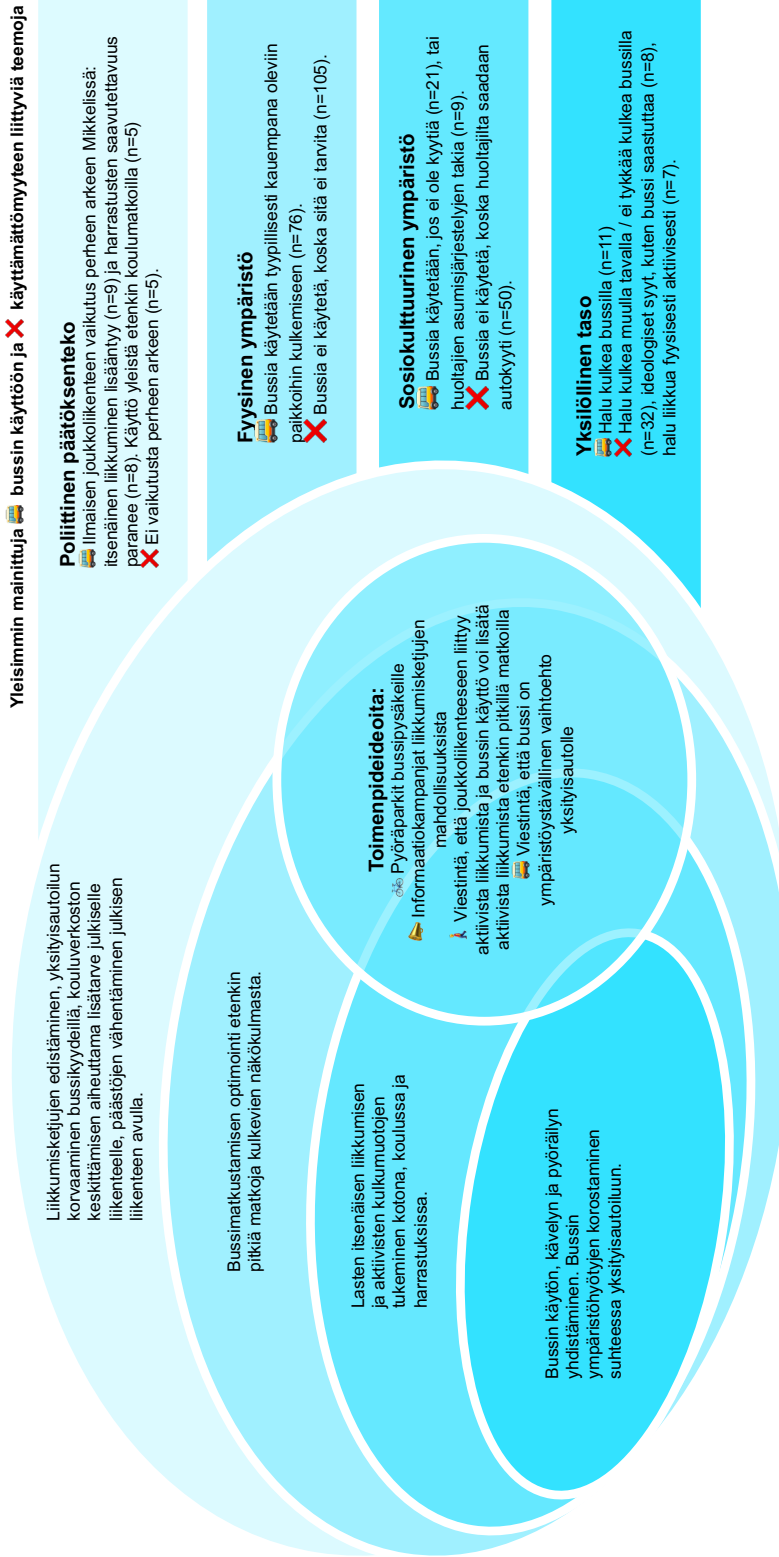 Yleisimmin mainittuja 🚌 bussin käyttöön ja ❌ käyttämättömyyteen liittyviä teemoja
Poliittinen päätöksenteko
🚌 Ilmaisen joukkoliikenteen vaikutus perheen arkeen Mikkelissä:
itsenäinen liikkuminen lisääntyy (n=9) ja harrastusten saavutettavuus
paranee (n=8). Käyttö yleistä etenkin koulumatkoilla (n=5)
❌ Ei vaikutusta perheen arkeen (n=5).
Fyysinen ympäristö
🚌 Bussia käytetään tyypillisesti kauempana oleviin
paikkoihin kulkemiseen (n=76).
❌ Bussia ei käytetä, koska sitä ei tarvita (n=105).
Sosiokulttuurinen ympäristö
🚌 Bussia käytetään, jos ei ole kyytiä (n=21), tai
huoltajien asumisjärjestelyjen takia (n=9).
❌ Bussia ei käytetä, koska huoltajilta saadaan
autokyyti (n=50).
Yksilöllinen taso
🚌 Halu kulkea bussilla (n=11)
❌ Halu kulkea muulla tavalla / ei tykkää kulkea bussilla
(n=32), ideologiset syyt, kuten bussi saastuttaa (n=8),
halu liikkua fyysisesti aktiivisesti (n=7).
Liikkumisketjujen edistäminen, yksityisautoilun
korvaaminen bussikyydeillä, kouluverkoston
keskittämisen aiheuttama lisätarve julkiselle
liikenteelle, päästöjen vähentäminen julkisen
liikenteen avulla.
Bussimatkustamisen optimointi etenkin
pitkiä matkoja kulkevien näkökulmasta.
Lasten itsenäisen liikkumisen
ja aktiivisten kulkumuotojen
tukeminen kotona, koulussa ja
harrastuksissa.
Bussin käytön, kävelyn ja pyöräilyn
yhdistäminen. Bussin
ympäristöhyötyjen korostaminen
suhteessa yksityisautoiluun.
Toimenpideideoita:
🚲 Pyöräparkit bussipysäkeille
📣 Informaatiokampanjat liikkumisketjujen
mahdollisuuksista
🚶 Viestintä, että joukkoliikenteeseen liittyy
aktiivista liikkumista ja bussin käyttö voi lisätä
aktiivista liikkumista etenkin pitkillä matkoilla
🚌 Viestintä, että bussi on
ympäristöystävällinen vaihtoehto
yksityisautolle